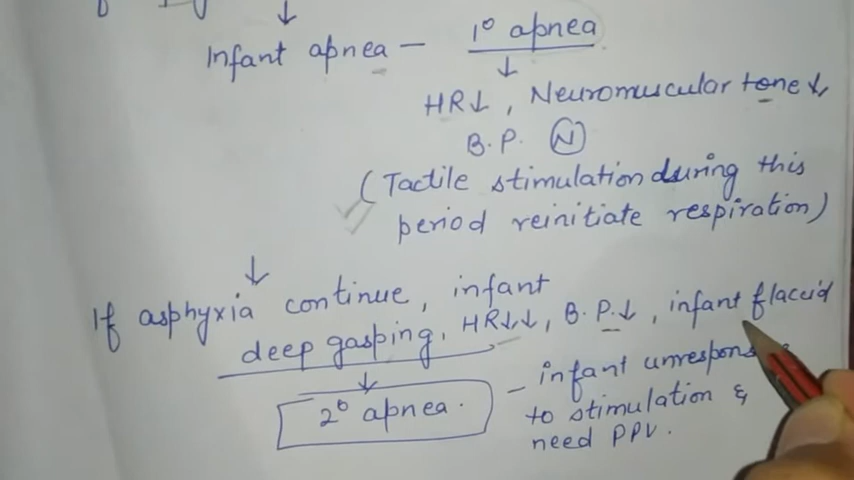 ↓
Infant apnea — 1° apnea
↓
HR↓, Neuromuscular tone↓,
B.P. (N)
(Tactile stimulation during this
period reinitiate respiration)
↓
If asphyxia continue, infant
deep gasping, HR↓↓, B.P.↓, infant flaccid
↓
2° apnea. – infant unrespons
to stimulation &
need PPV.